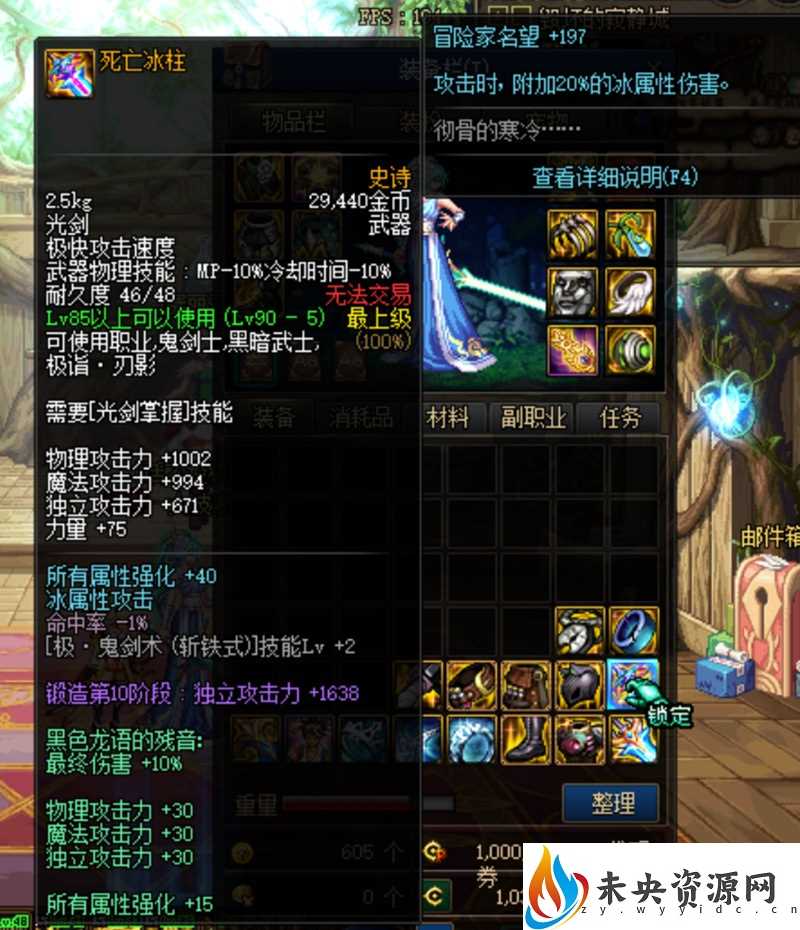 死亡冰柱
史诗
2.5kg
29,440金币
光剑
武器
极快攻击速度
武器物理技能：MP-10%冷却时间-10%
耐久度 46/48
无法交易
Lv85以上可以使用 (Lv90 - 5)
最上级
可使用职业,鬼剑士,黑暗武士,
(100%)
极诣·刃影
需要[光剑掌握]技能
物理攻击力 +1002
魔法攻击力 +994
独立攻击力 +671
力量 +75
所有属性强化 +40
冰属性攻击
命中率 -1%
[极·鬼剑术 (斩铁式)]技能Lv +2
锻造第10阶段：独立攻击力 +1638
黑色龙语的残音:
最终伤害 +10%
物理攻击力 +30
魔法攻击力 +30
独立攻击力 +30
所有属性强化 +15
冒险家名望 +197
攻击时, 附加20%的冰属性伤害。
彻骨的寒冷……
查看详细说明(F4)
物品栏
装备
消耗品
材料
副职业
任务
邮件箱
锁定
重量
整理
605 个
1,000,
0 个
券
未央资源网
zy.wyyidc.cn